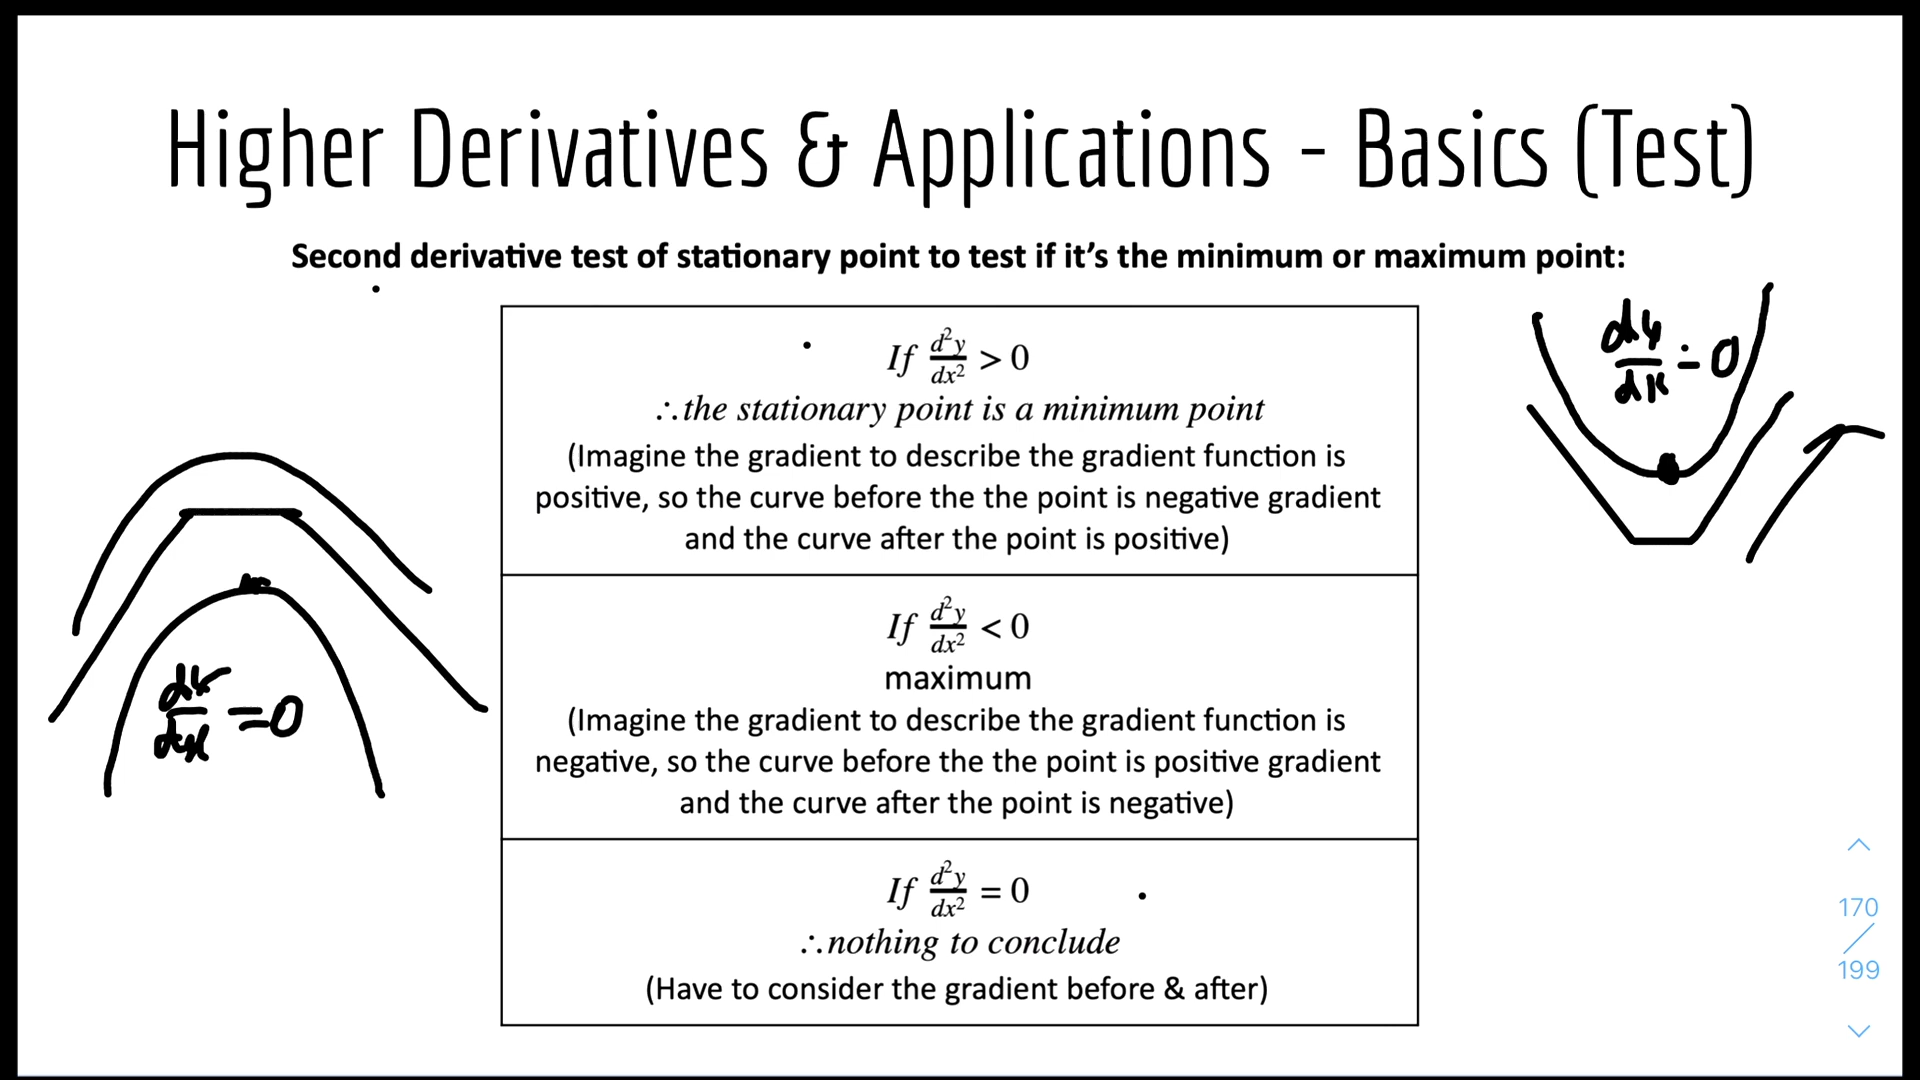 Higher Derivatives & Applications - Basics (Test)
Second derivative test of stationary point to test if it's the minimum or maximum point:
If d²y/dx² > 0
∴the stationary point is a minimum point
(Imagine the gradient to describe the gradient function is
positive, so the curve before the the point is negative gradient
and the curve after the point is positive)
If d²y/dx² < 0
maximum
(Imagine the gradient to describe the gradient function is
negative, so the curve before the the point is positive gradient
and the curve after the point is negative)
If d²y/dx² = 0
∴nothing to conclude
(Have to consider the gradient before & after)
dy/dx = 0
dy/dx = 0
170
199